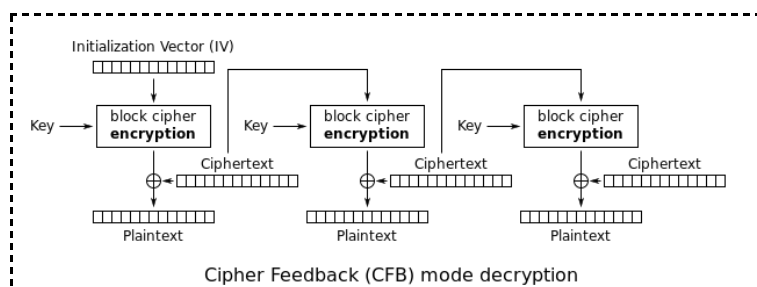 Initialization Vector (IV)
Key
block cipher
encryption
Key
block cipher
encryption
Key
block cipher
encryption
Ciphertext
Ciphertext
Ciphertext
Plaintext
Plaintext
Plaintext
Cipher Feedback (CFB) mode decryption